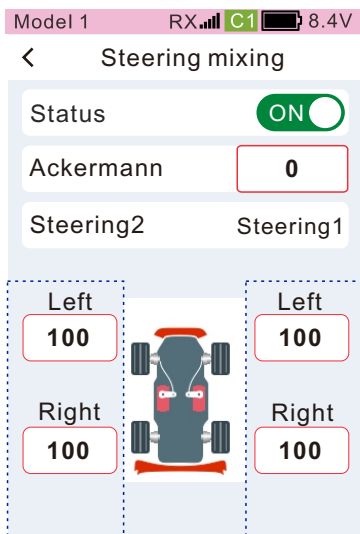 Model 1 RX C1 8.4V
< Steering mixing
Status ON
Ackermann 0
Steering2 Steering1
Left Left
100 100
Right Right
100 100